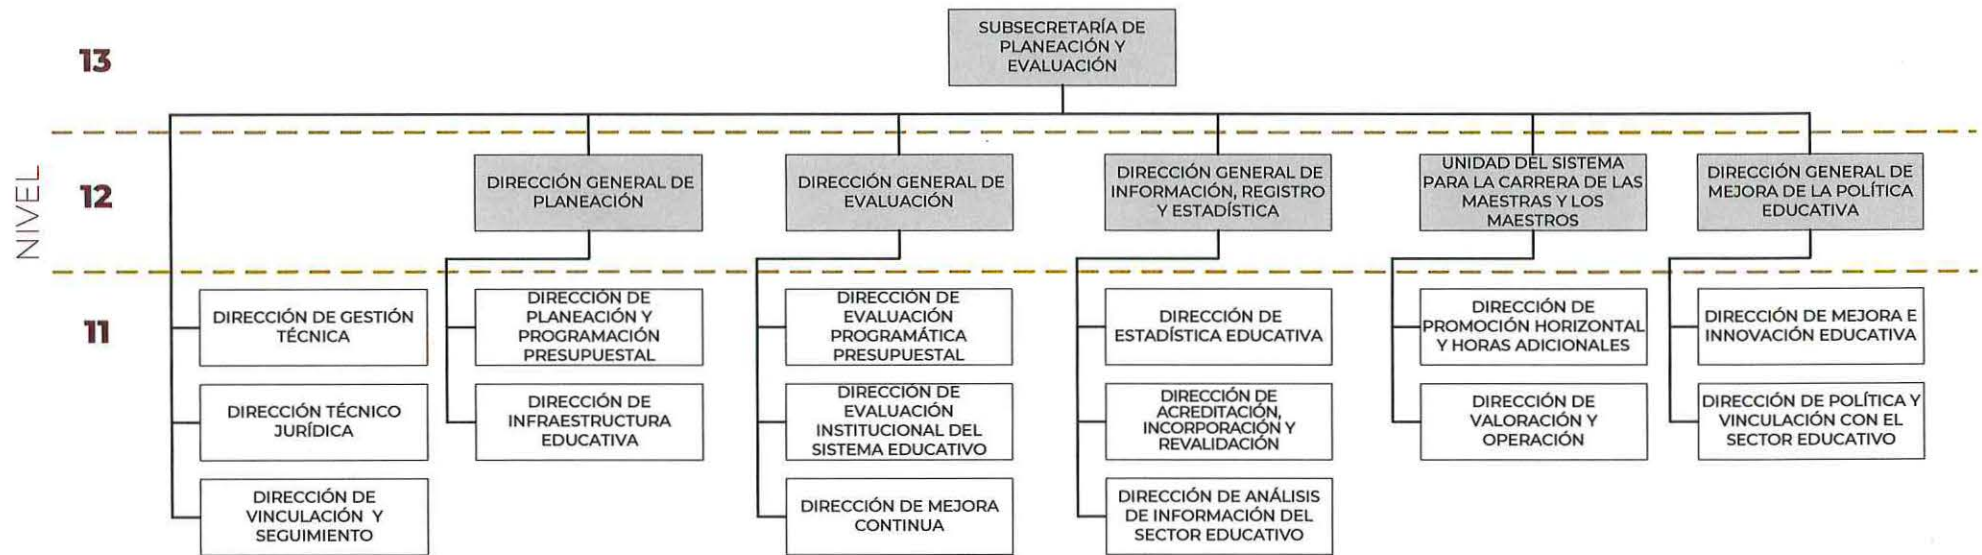 SUBSECRETARÍA DE
PLANEACIÓN Y
EVALUACIÓN
13
NIVEL
12
DIRECCIÓN GENERAL DE
PLANEACIÓN
DIRECCIÓN GENERAL DE
EVALUACIÓN
DIRECCIÓN GENERAL DE
INFORMACIÓN, REGISTRO
Y ESTADÍSTICA
UNIDAD DEL SISTEMA
PARA LA CARRERA DE LAS
MAESTRAS Y LOS
MAESTROS
DIRECCIÓN GENERAL DE
MEJORA DE LA POLÍTICA
EDUCATIVA
11
DIRECCIÓN DE GESTIÓN
TÉCNICA
DIRECCIÓN DE
PLANEACIÓN Y
PROGRAMACIÓN
PRESUPUESTAL
DIRECCIÓN DE
EVALUACIÓN
PROGRAMÁTICA
PRESUPUESTAL
DIRECCIÓN DE
ESTADÍSTICA EDUCATIVA
DIRECCIÓN DE
PROMOCIÓN HORIZONTAL
Y HORAS ADICIONALES
DIRECCIÓN DE MEJORA E
INNOVACIÓN EDUCATIVA
DIRECCIÓN TÉCNICO
JURÍDICA
DIRECCIÓN DE
INFRAESTRUCTURA
EDUCATIVA
DIRECCIÓN DE
EVALUACIÓN
INSTITUCIONAL DEL
SISTEMA EDUCATIVO
DIRECCIÓN DE
ACREDITACIÓN,
INCORPORACIÓN Y
REVALIDACIÓN
DIRECCIÓN DE
VALORACIÓN Y
OPERACIÓN
DIRECCIÓN DE POLÍTICA Y
VINCULACIÓN CON EL
SECTOR EDUCATIVO
DIRECCIÓN DE
VINCULACIÓN Y
SEGUIMIENTO
DIRECCIÓN DE MEJORA
CONTINUA
DIRECCIÓN DE ANÁLISIS
DE INFORMACIÓN DEL
SECTOR EDUCATIVO